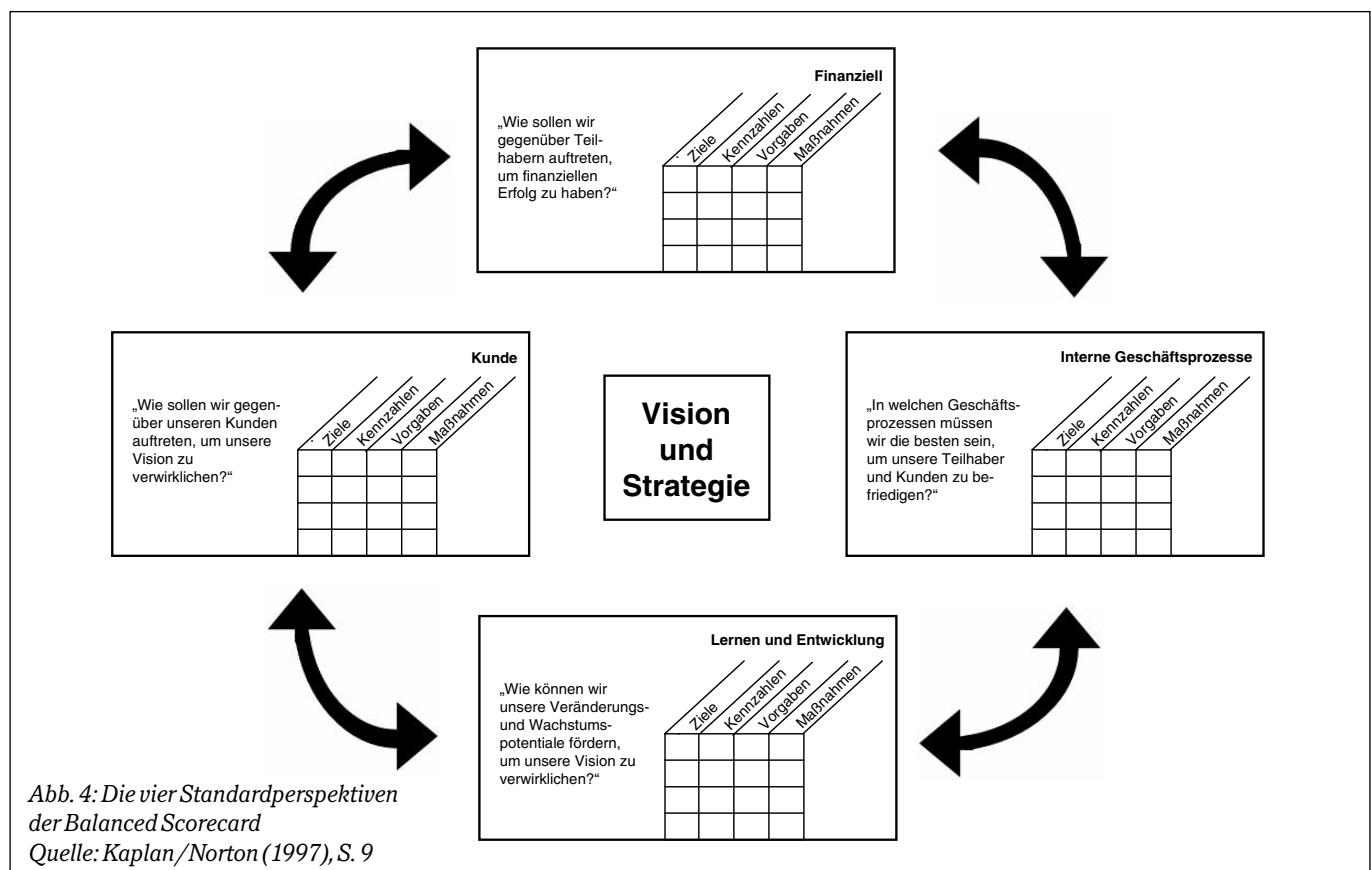 Finanziell
„Wie sollen wir
gegenüber Teil-
habern auftreten,
um finanziellen
Erfolg zu haben?“
Ziele
Kennzahlen
Vorgaben
Maßnahmen
Kunde
„Wie sollen wir gegen-
über unseren Kunden
auftreten, um unsere
Vision zu
verwirklichen?“
Ziele
Kennzahlen
Vorgaben
Maßnahmen
Vision
und
Strategie
Interne Geschäftsprozesse
„In welchen Geschäfts-
prozessen müssen
wir die besten sein,
um unsere Teilhaber
und Kunden zu be-
friedigen?“
Ziele
Kennzahlen
Vorgaben
Maßnahmen
Lernen und Entwicklung
„Wie können wir
unsere Veränderungs-
und Wachstums-
potentiale fördern,
um unsere Vision zu
verwirklichen?“
Ziele
Kennzahlen
Vorgaben
Maßnahmen
Abb. 4: Die vier Standardperspektiven
der Balanced Scorecard
Quelle: Kaplan/Norton (1997), S. 9